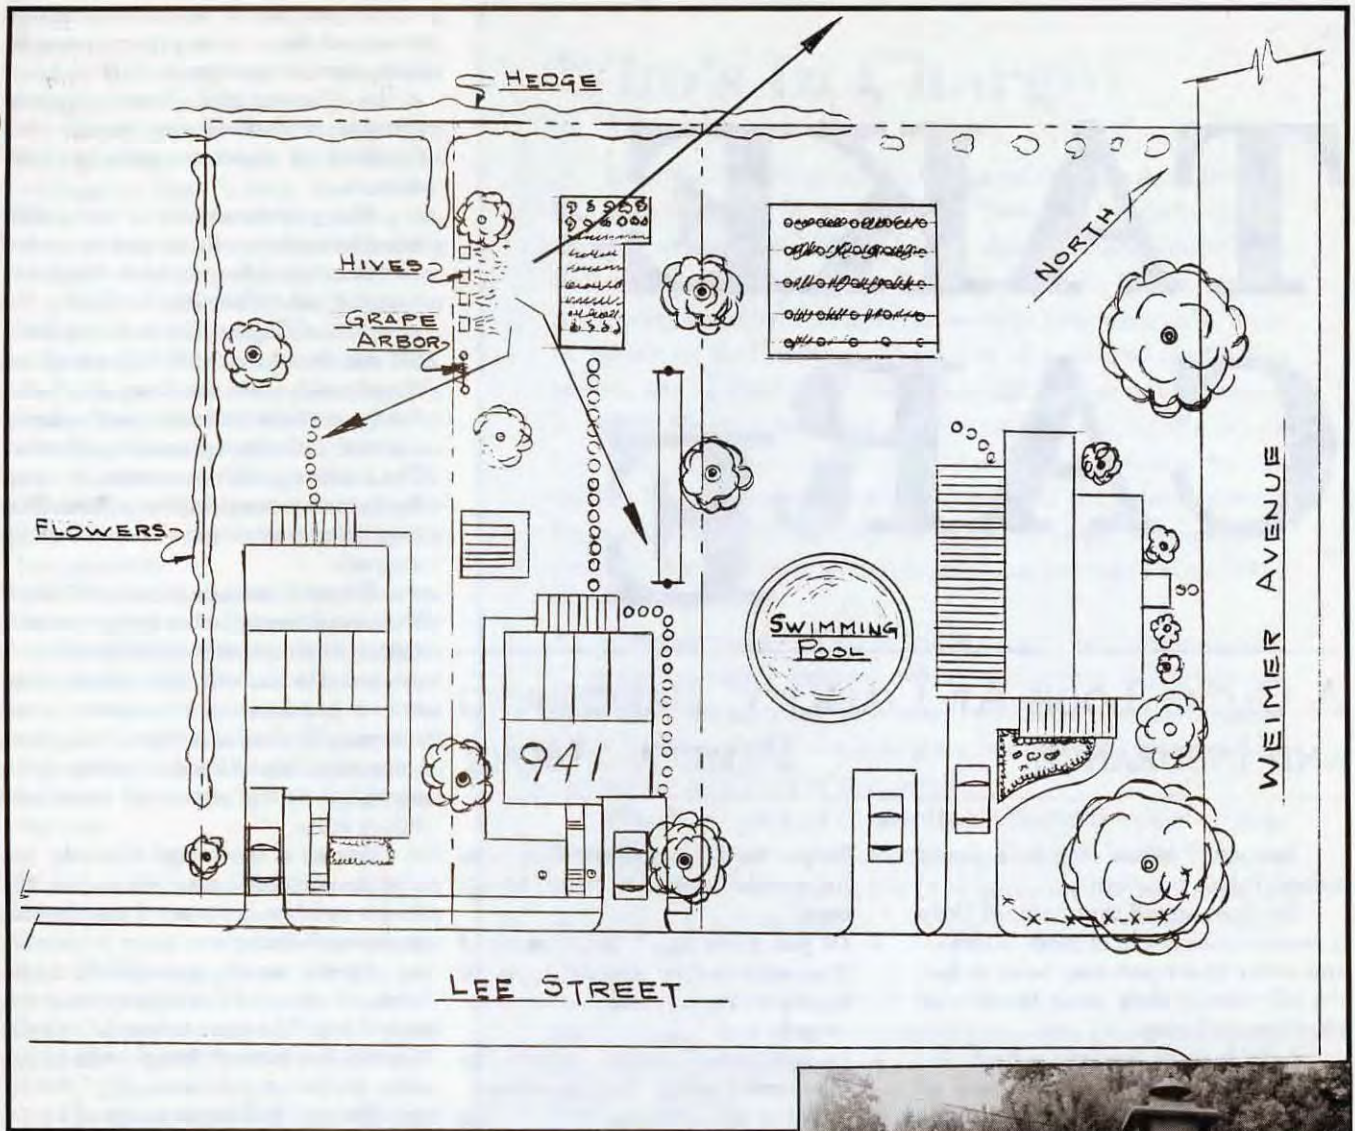 HEDGE
HIVES
GRAPE
ARBOR
NORTH
FLOWERS
SWIMMING
POOL
941
WEIMER AVENUE
LEE STREET